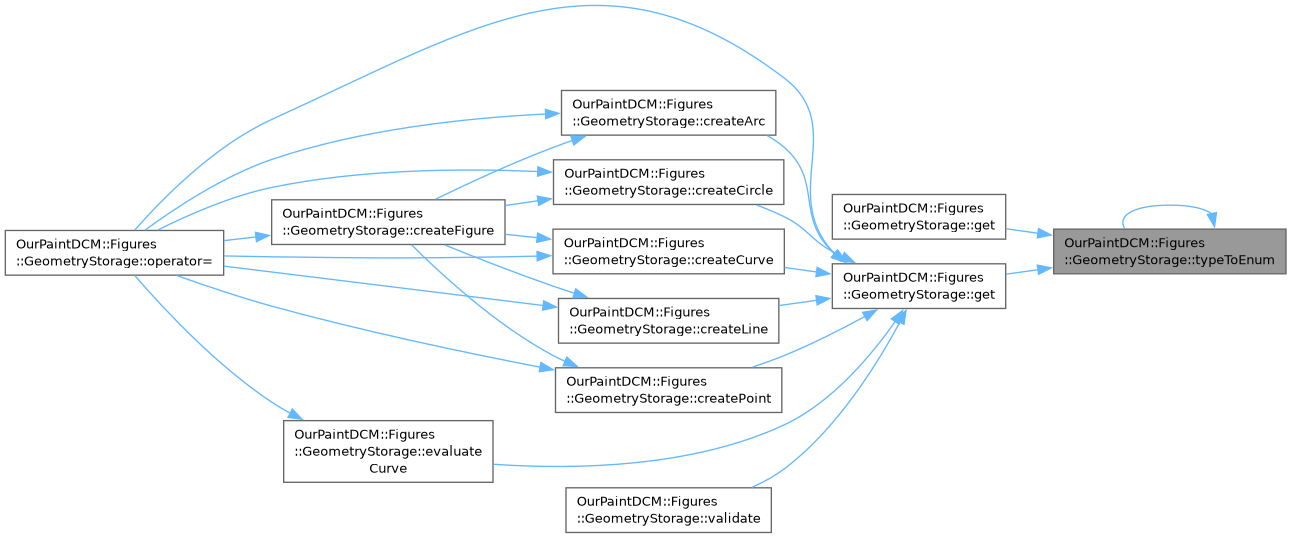 OurPaintDCM::Figures
::GeometryStorage::operator=
OurPaintDCM::Figures
::GeometryStorage::createFigure
OurPaintDCM::Figures
::GeometryStorage::evaluate
Curve
OurPaintDCM::Figures
::GeometryStorage::createArc
OurPaintDCM::Figures
::GeometryStorage::createCircle
OurPaintDCM::Figures
::GeometryStorage::createCurve
OurPaintDCM::Figures
::GeometryStorage::createLine
OurPaintDCM::Figures
::GeometryStorage::createPoint
OurPaintDCM::Figures
::GeometryStorage::validate
OurPaintDCM::Figures
::GeometryStorage::get
OurPaintDCM::Figures
::GeometryStorage::get
OurPaintDCM::Figures
::GeometryStorage::typeToEnum